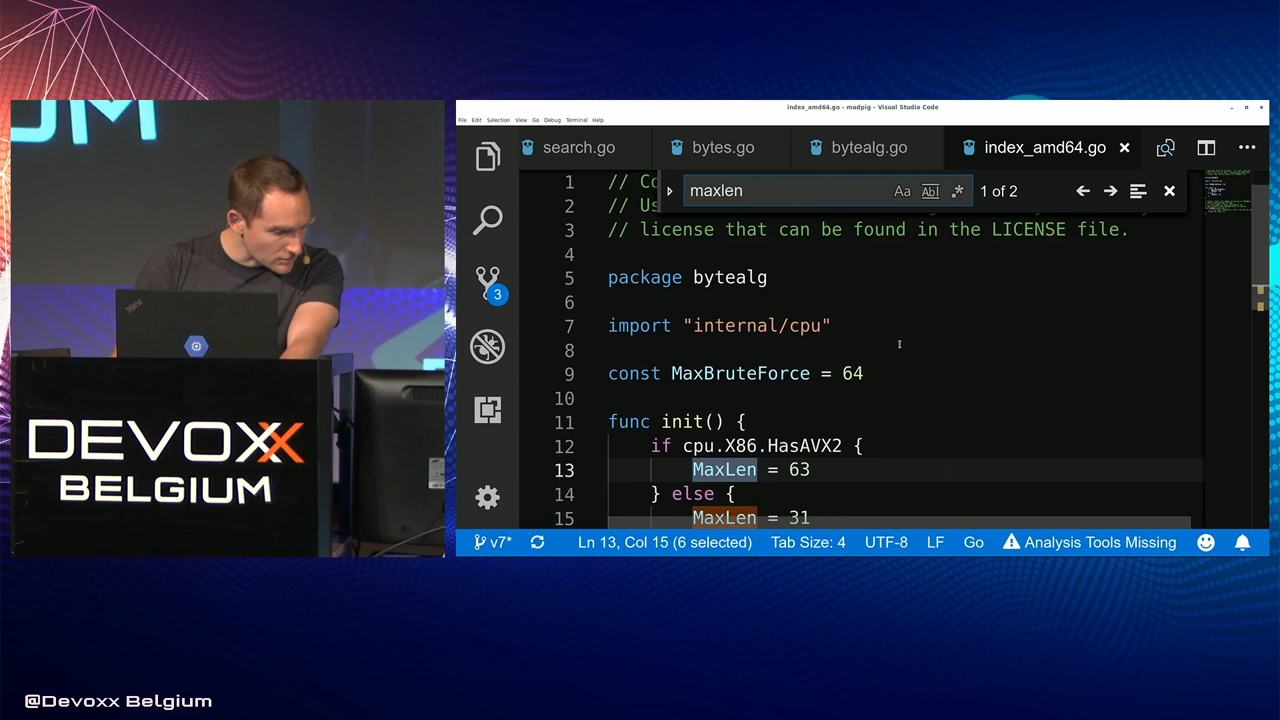 OM
DEVOXX
BELGIUM
index_amd64.go - madpig - Visual Studio Code
File Edit Selection View Go Debug Terminal Help
search.go bytes.go bytealg.go index_amd64.go
maxlen Aa Abl .* 1 of 2
1 // Co
2 // Us
3 // license that can be found in the LICENSE file.
4
5 package bytealg
6
7 import "internal/cpu"
8
9 const MaxBruteForce = 64
10
11 func init() {
12 if cpu.X86.HasAVX2 {
13 MaxLen = 63
14 } else {
15 MaxLen = 31
3
v7* Ln 13, Col 15 (6 selected) Tab Size: 4 UTF-8 LF Go Analysis Tools Missing
@Devoxx Belgium